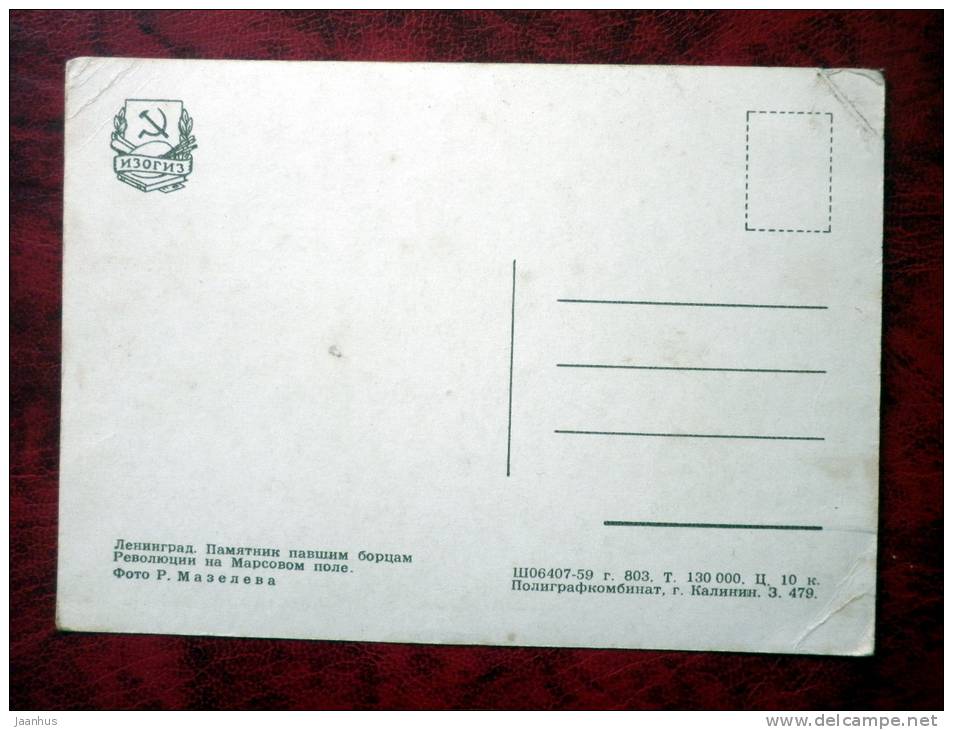 ИЗОГИЗ
Ленинград. Памятник павшим борцам
Революции на Марсовом поле.
Фото Р. Мазелева
Ш06407-59 г. 803. Т. 130 000. Ц. 10 к.
Полиграфкомбинат, г. Калинин. З. 479.
Jaanhus
www.delcampe.net